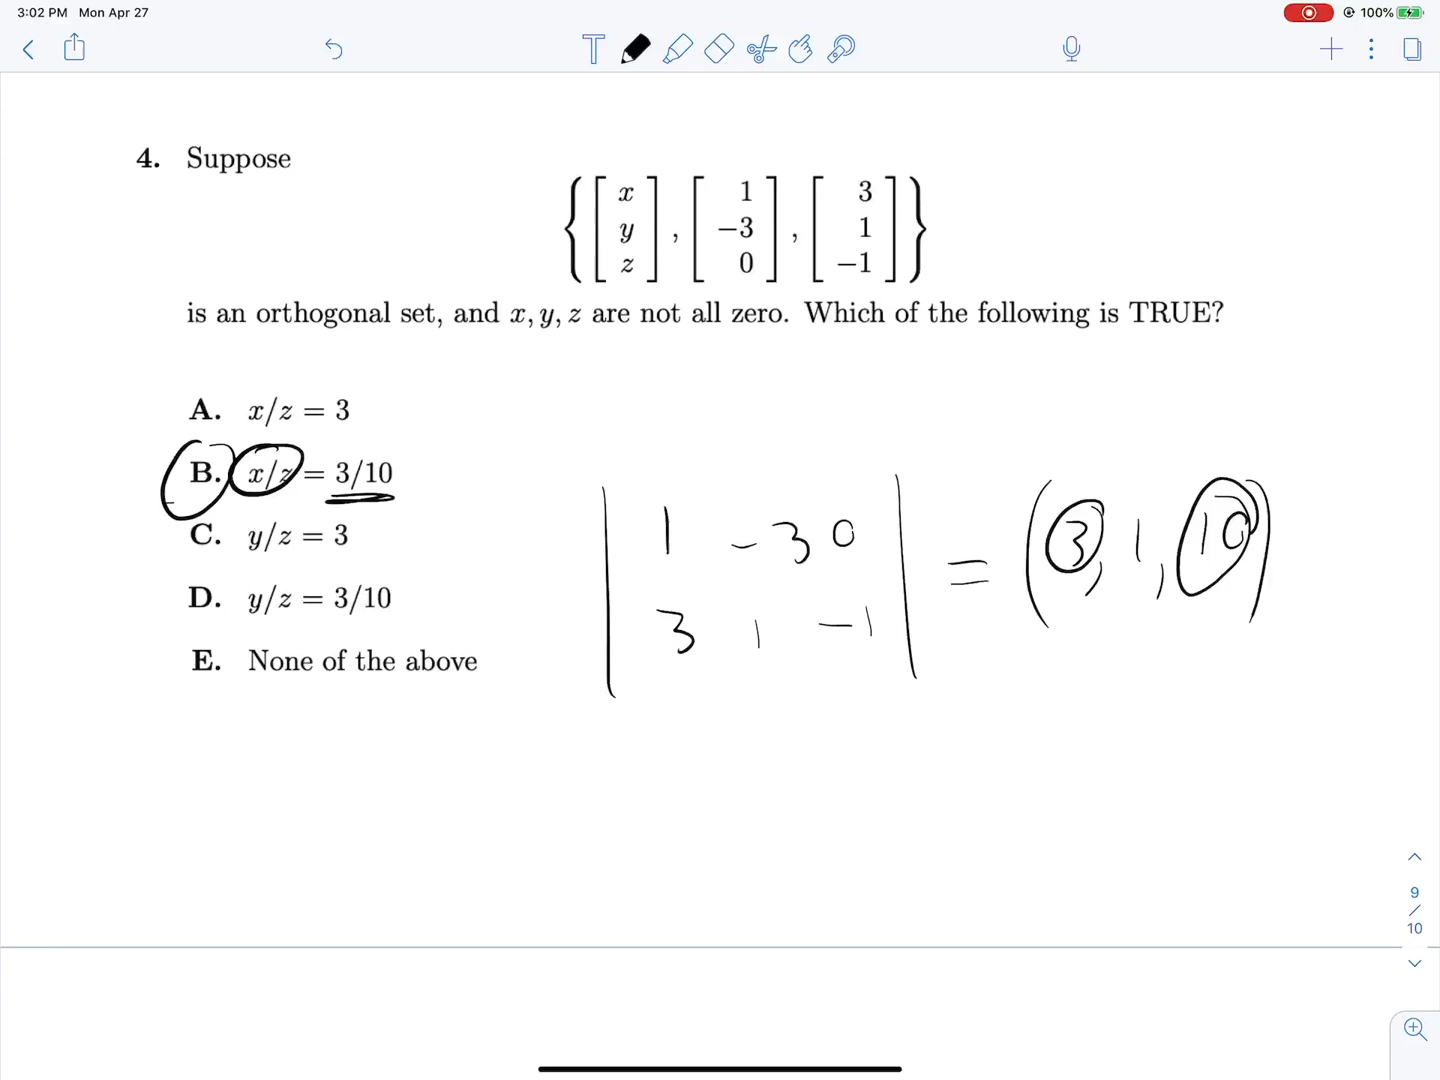 3:02 PM Mon Apr 27
100%
T
4. Suppose
{[x y z], [1 −3 0], [3 1 −1]}
is an orthogonal set, and x, y, z are not all zero. Which of the following is TRUE?
A. x/z = 3
B. x/z = 3/10
C. y/z = 3
D. y/z = 3/10
E. None of the above
| 1 −3 0
3 1 −1 | = (3, 1, 10)
9
/
10